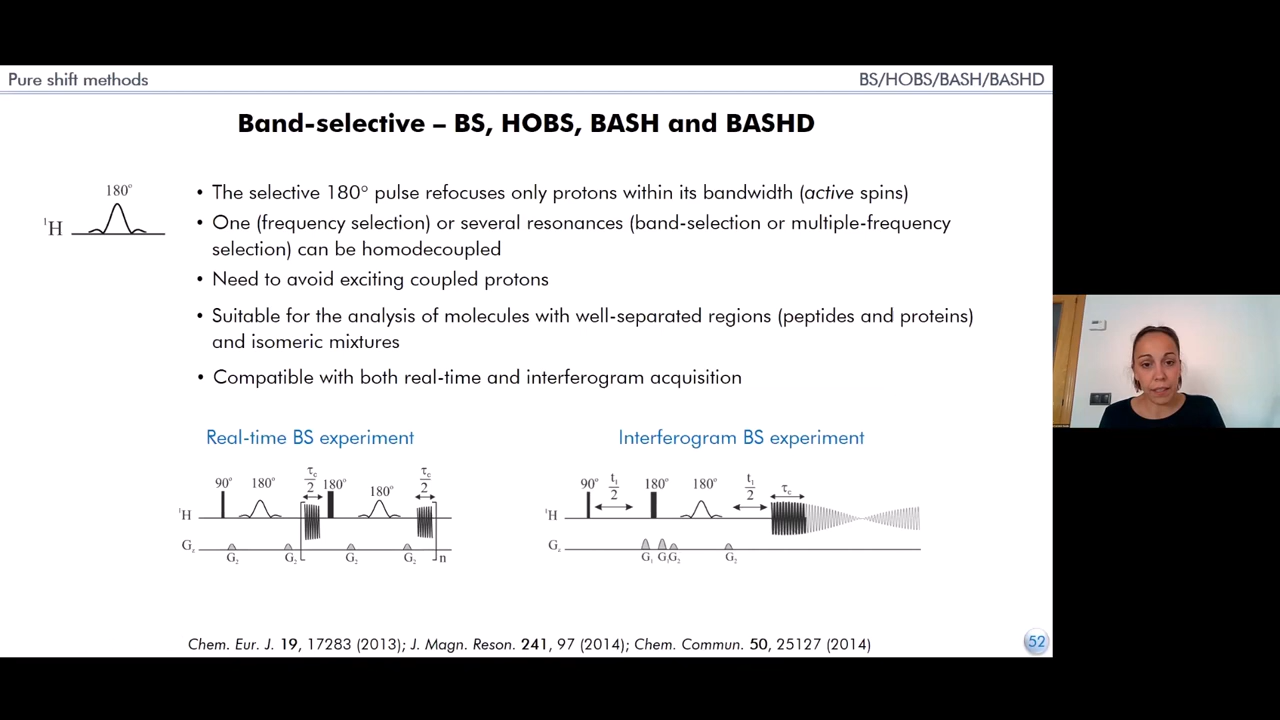 Pure shift methods
BS/HOBS/BASH/BASHD
Band-selective – BS, HOBS, BASH and BASHD
180°
¹H
• The selective 180° pulse refocuses only protons within its bandwidth (active spins)
• One (frequency selection) or several resonances (band-selection or multiple-frequency
selection) can be homodecoupled
• Need to avoid exciting coupled protons
• Suitable for the analysis of molecules with well-separated regions (peptides and proteins)
and isomeric mixtures
• Compatible with both real-time and interferogram acquisition
Real-time BS experiment
90° 180° τc/2 180° 180° τc/2
¹H
Gz
G₂ G₂ G₂ G₂ n
Interferogram BS experiment
90° t₁/2 180° 180° t₁/2 τc
¹H
Gz
G₁ G₁ G₂ G₂
Chem. Eur. J. 19, 17283 (2013); J. Magn. Reson. 241, 97 (2014); Chem. Commun. 50, 25127 (2014)
52